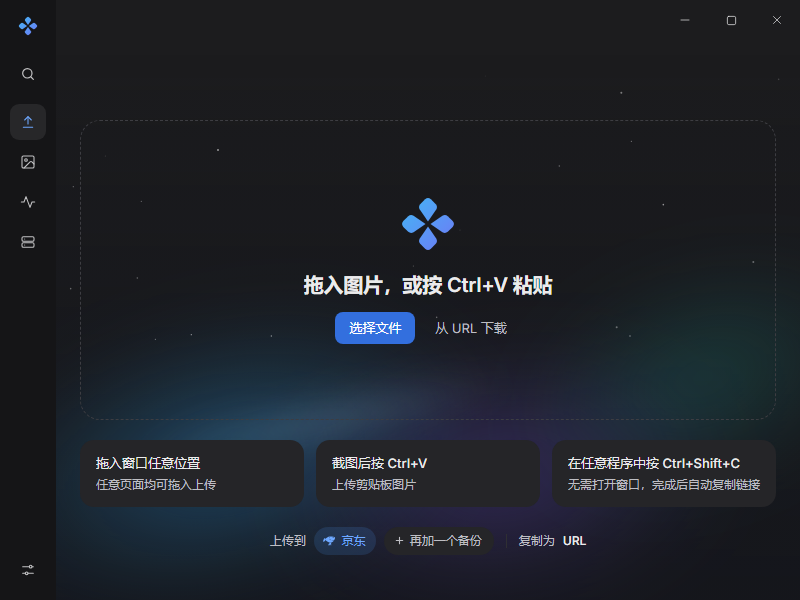 拖入图片，或按 Ctrl+V 粘贴
选择文件
从 URL 下载
拖入窗口任意位置
任意页面均可拖入上传
截图后按 Ctrl+V
上传剪贴板图片
在任意程序中按 Ctrl+Shift+C
无需打开窗口，完成后自动复制链接
上传到 京东 + 再加一个备份 复制为 URL